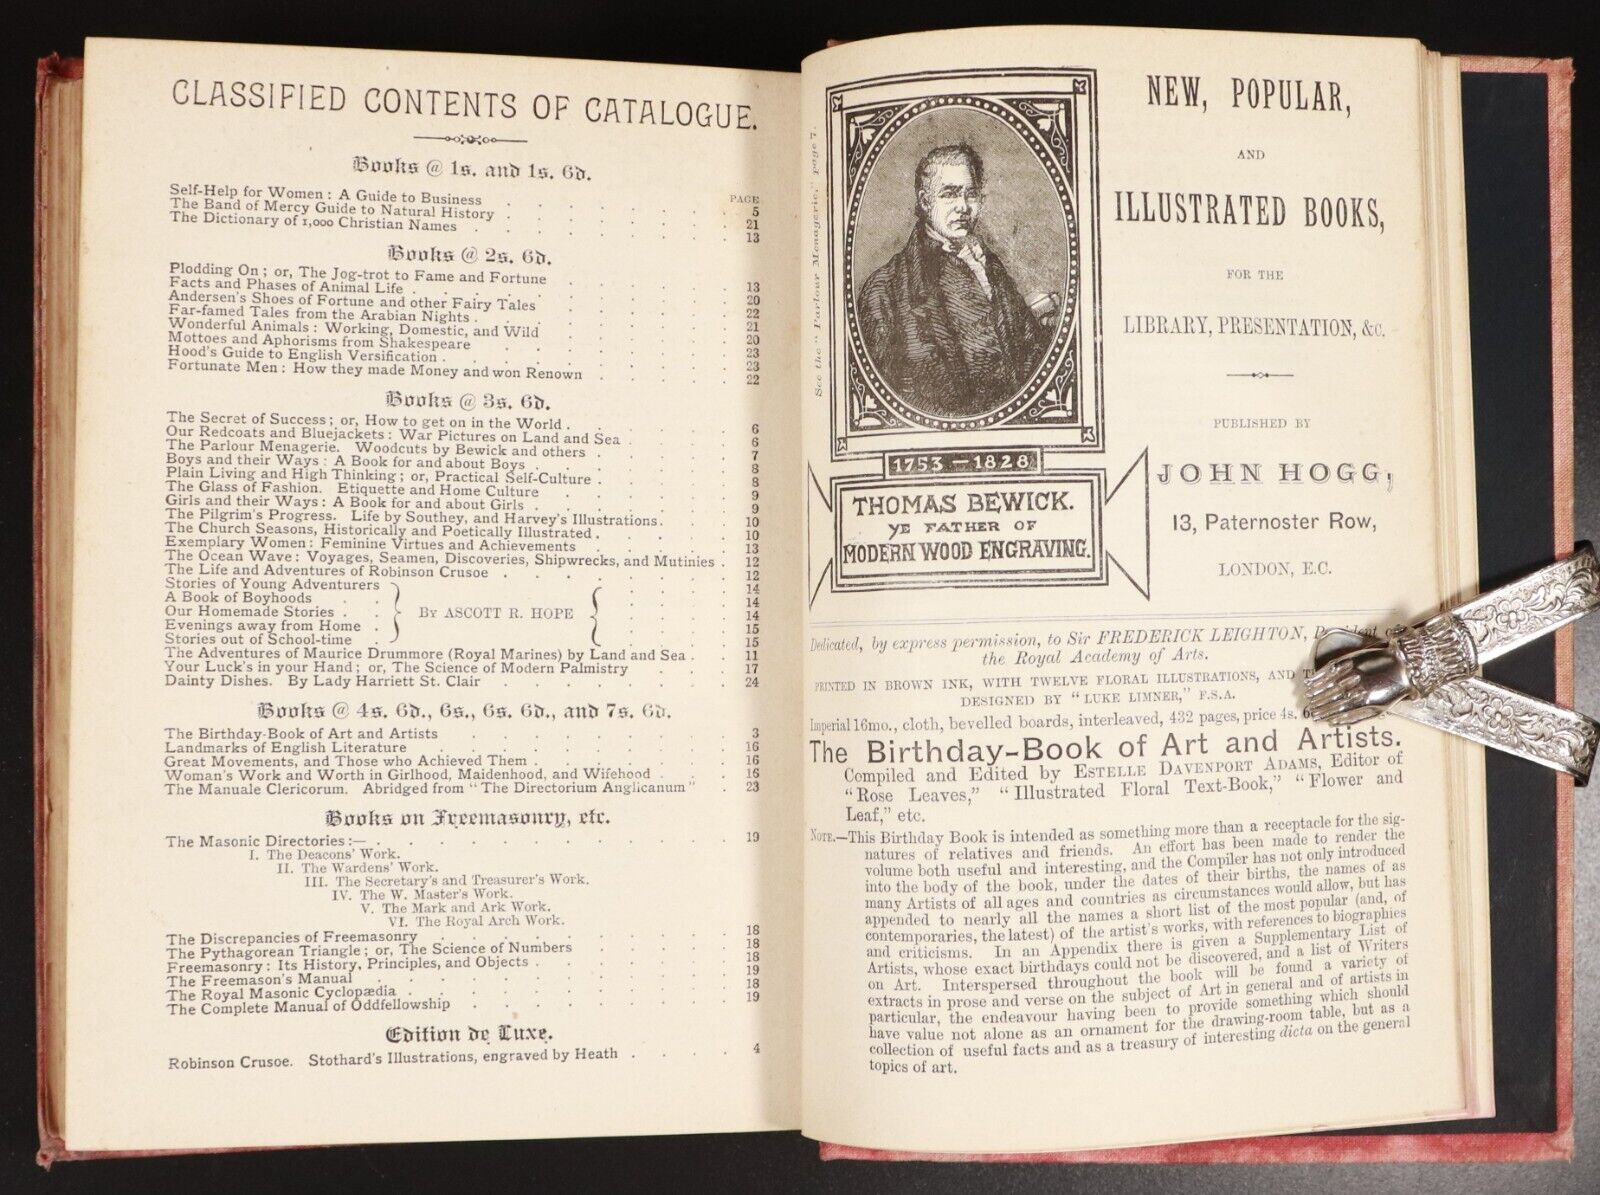 CLASSIFIED CONTENTS OF CATALOGUE.
Books @ 1s. and 1s. 6d.
PAGE
Self-Help for Women : A Guide to Business . . . . . . . 5
The Band of Mercy Guide to Natural History . . . . . . . 21
The Dictionary of 1,000 Christian Names . . . . . . . 13
Books @ 2s. 6d.
Plodding On ; or, The Jog-trot to Fame and Fortune . . . . . 13
Facts and Phases of Animal Life . . . . . . . 20
Andersen's Shoes of Fortune and other Fairy Tales . . . . . 22
Far-famed Tales from the Arabian Nights . . . . . . 21
Wonderful Animals : Working, Domestic, and Wild . . . . . 20
Mottoes and Aphorisms from Shakespeare . . . . . . 23
Hood's Guide to English Versification . . . . . . . 23
Fortunate Men : How they made Money and won Renown . . . . 22
Books @ 3s. 6d.
The Secret of Success ; or, How to get on in the World . . . . 6
Our Redcoats and Bluejackets : War Pictures on Land and Sea . . . 6
The Parlour Menagerie. Woodcuts by Bewick and others . . . . 7
Boys and their Ways : A Book for and about Boys . . . . . 8
Plain Living and High Thinking ; or, Practical Self-Culture . . . . 8
The Glass of Fashion. Etiquette and Home Culture . . . . 9
Girls and their Ways : A Book for and about Girls . . . . . 9
The Pilgrim's Progress. Life by Southey, and Harvey's Illustrations . . . 10
The Church Seasons, Historically and Poetically Illustrated . . . . 10
Exemplary Women : Feminine Virtues and Achievements . . . . 13
The Ocean Wave : Voyages, Seamen, Discoveries, Shipwrecks, and Mutinies . 12
The Life and Adventures of Robinson Crusoe . . . . . . 12
Stories of Young Adventurers . . . . 14
A Book of Boyhoods . . . . . . 14
Our Homemade Stories . BY ASCOTT R. HOPE . . . . 14
Evenings away from Home . . . . 15
Stories out of School-time . . . . . 15
The Adventures of Maurice Drummore (Royal Marines) by Land and Sea . . 11
Your Luck's in your Hand ; or, The Science of Modern Palmistry . . . 17
Dainty Dishes. By Lady Harriett St. Clair . . . . . . 24
Books @ 4s. 6d., 6s., 6s. 6d., and 7s. 6d.
The Birthday-Book of Art and Artists . . . . . . . 3
Landmarks of English Literature . . . . . . . 16
Great Movements, and Those who Achieved Them . . . . . 16
Woman's Work and Worth in Girlhood, Maidenhood, and Wifehood . . . 16
The Manuale Clericorum. Abridged from "The Directorium Anglicanum" . 23
Books on Freemasonry, etc.
The Masonic Directories :— . . . . . . . . . 19
I. The Deacons' Work.
II. The Wardens' Work.
III. The Secretary's and Treasurer's Work.
IV. The W. Master's Work.
V. The Mark and Ark Work.
VI. The Royal Arch Work.
The Discrepancies of Freemasonry . . . . . . . 18
The Pythagorean Triangle ; or, The Science of Numbers . . . . 18
Freemasonry : Its History, Principles, and Objects . . . . . 18
The Freemason's Manual . . . . . . . . 19
The Royal Masonic Cyclopædia . . . . . . . 18
The Complete Manual of Oddfellowship . . . . . . 19
Edition de Luxe.
Robinson Crusoe. Stothard's Illustrations, engraved by Heath . . . . 4
See the "Parlour Menagerie," page 7.
1753—1828
THOMAS BEWICK.
YE FATHER OF
MODERN WOOD ENGRAVING.
NEW, POPULAR,
AND
ILLUSTRATED BOOKS,
FOR THE
LIBRARY, PRESENTATION, &c.
PUBLISHED BY
JOHN HOGG,
13, Paternoster Row,
LONDON, E.C.
Dedicated, by express permission, to Sir FREDERICK LEIGHTON,
the Royal Academy of Arts.
PRINTED IN BROWN INK, WITH TWELVE FLORAL ILLUSTRATIONS, AND
DESIGNED BY "LUKE LIMNER," F.S.A.
Imperial 16mo., cloth, bevelled boards, interleaved, 432 pages, price 4s.
The Birthday-Book of Art and Artists.
Compiled and Edited by ESTELLE DAVENPORT ADAMS, Editor of
"Rose Leaves," "Illustrated Floral Text-Book," "Flower and
Leaf," etc.
NOTE.—This Birthday Book is intended as something more than a receptacle for the sig-
natures of relatives and friends. An effort has been made to render the
volume both useful and interesting, and the Compiler has not only introduced
into the body of the book, under the dates of their births, the names of as
many Artists of all ages and countries as circumstances would allow, but has
appended to nearly all the names a short list of the most popular (and, of
contemporaries, the latest) of the artist's works, with references to biographies
and criticisms. In an Appendix there is given a Supplementary List of
Artists, whose exact birthdays could not be discovered, and a list of Writers
on Art. Interspersed throughout the book will be found a variety of
extracts in prose and verse on the subject of Art in general and of artists in
particular, the endeavour having been to provide something which should
have value not alone as an ornament for the drawing-room table, but as a
collection of useful facts and as a treasury of interesting dicta on the general
topics of art.